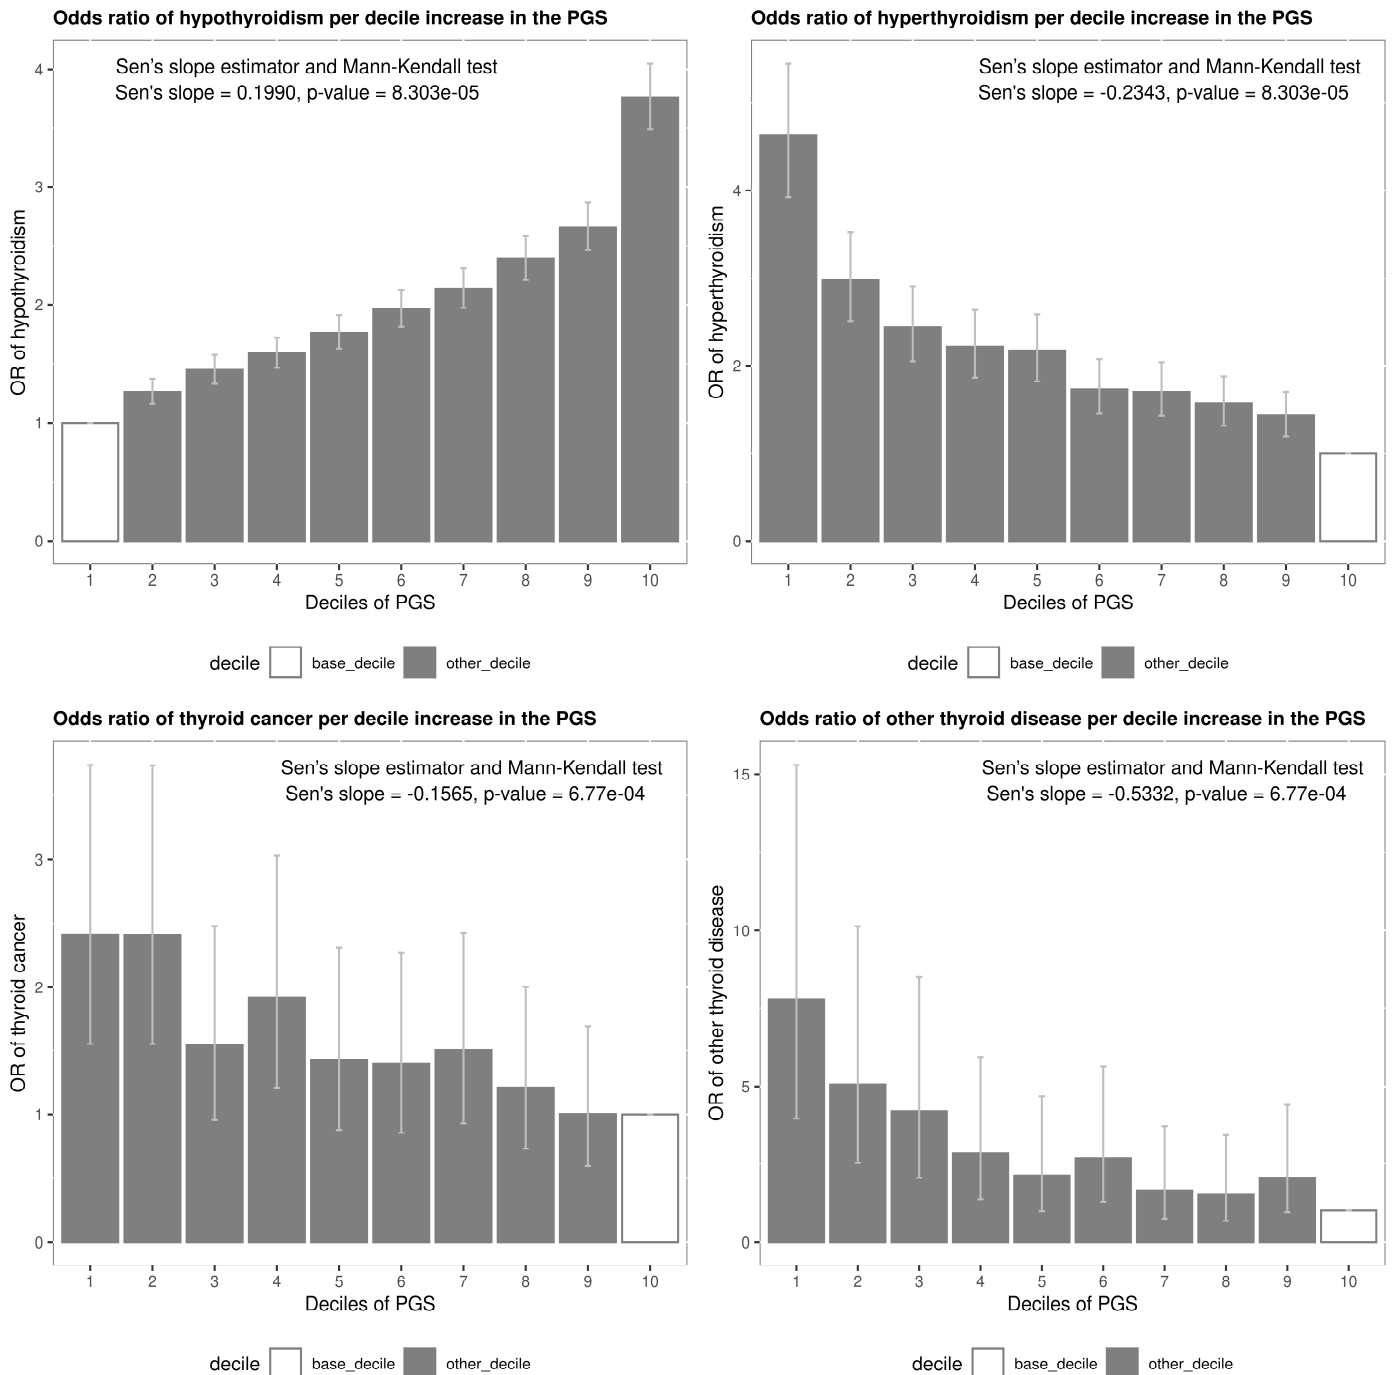 Odds ratio of hypothyroidism per decile increase in the PGS
Sen's slope estimator and Mann-Kendall test
Sen's slope = 0.1990, p-value = 8.303e-05
OR of hypothyroidism
4
3
2
1
0
1 2 3 4 5 6 7 8 9 10
Deciles of PGS
decile base_decile other_decile
Odds ratio of hyperthyroidism per decile increase in the PGS
Sen's slope estimator and Mann-Kendall test
Sen's slope = -0.2343, p-value = 8.303e-05
OR of hyperthyroidism
4
2
0
1 2 3 4 5 6 7 8 9 10
Deciles of PGS
decile base_decile other_decile
Odds ratio of thyroid cancer per decile increase in the PGS
Sen's slope estimator and Mann-Kendall test
Sen's slope = -0.1565, p-value = 6.77e-04
OR of thyroid cancer
3
2
1
0
1 2 3 4 5 6 7 8 9 10
Deciles of PGS
decile base_decile other_decile
Odds ratio of other thyroid disease per decile increase in the PGS
Sen's slope estimator and Mann-Kendall test
Sen's slope = -0.5332, p-value = 6.77e-04
OR of other thyroid disease
15
10
5
0
1 2 3 4 5 6 7 8 9 10
Deciles of PGS
decile base_decile other_decile